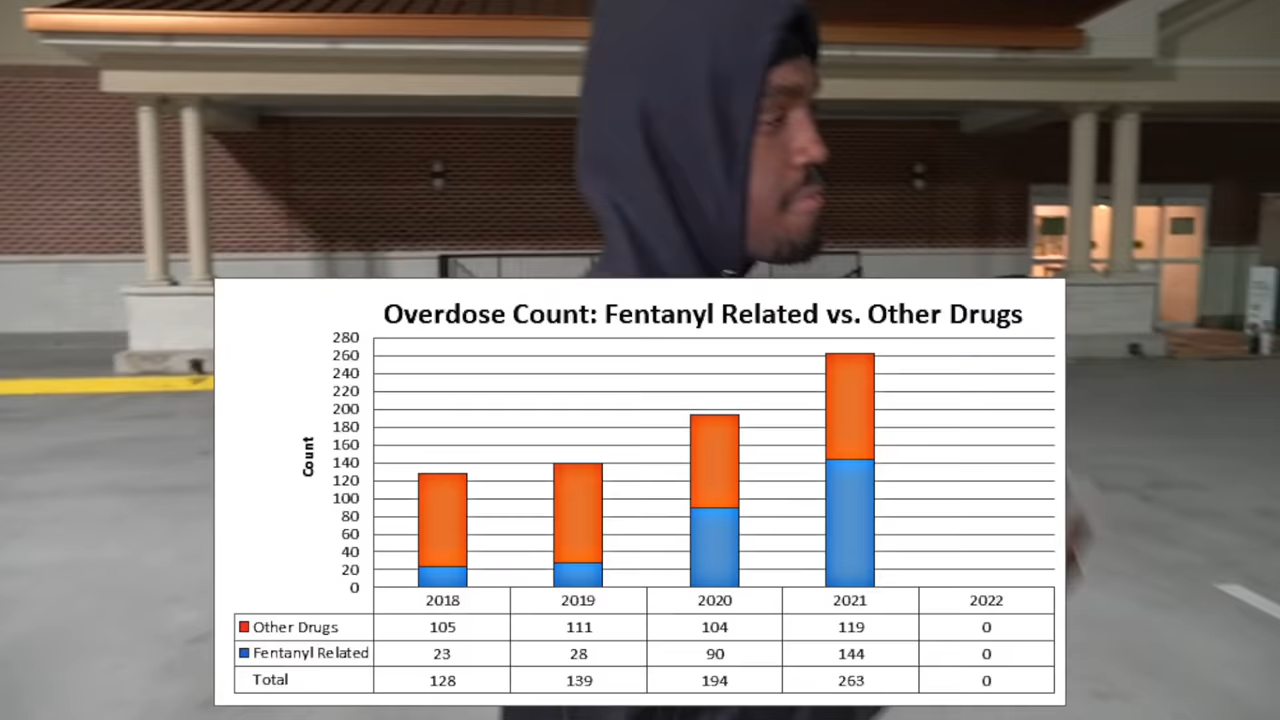 Overdose Count: Fentanyl Related vs. Other Drugs
280
260
240
220
200
180
160
140
120
100
80
60
40
20
0
Count
2018 2019 2020 2021 2022
Other Drugs 105 111 104 119 0
Fentanyl Related 23 28 90 144 0
Total 128 139 194 263 0